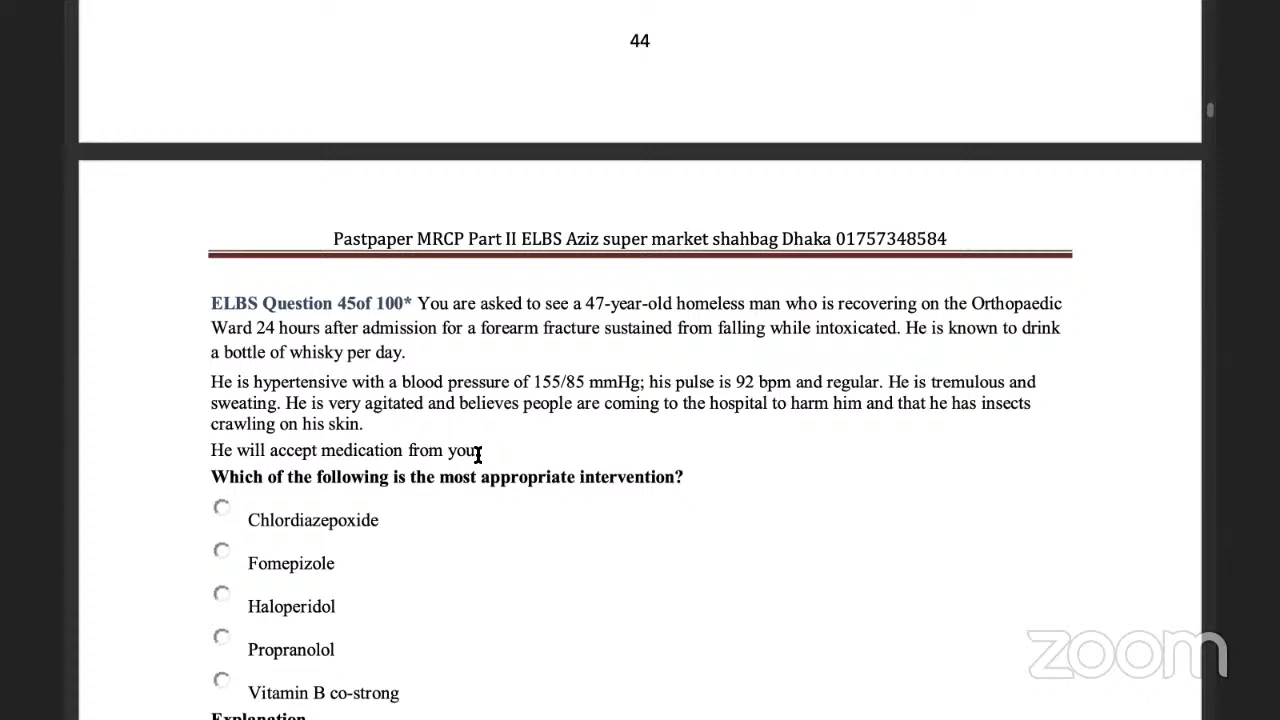 44
Pastpaper MRCP Part II ELBS Aziz super market shahbag Dhaka 01757348584
ELBS Question 45of 100* You are asked to see a 47-year-old homeless man who is recovering on the Orthopaedic
Ward 24 hours after admission for a forearm fracture sustained from falling while intoxicated. He is known to drink
a bottle of whisky per day.
He is hypertensive with a blood pressure of 155/85 mmHg; his pulse is 92 bpm and regular. He is tremulous and
sweating. He is very agitated and believes people are coming to the hospital to harm him and that he has insects
crawling on his skin.
He will accept medication from you
Which of the following is the most appropriate intervention?
Chlordiazepoxide
Fomepizole
Haloperidol
Propranolol
Vitamin B co-strong
Explanation
zoom